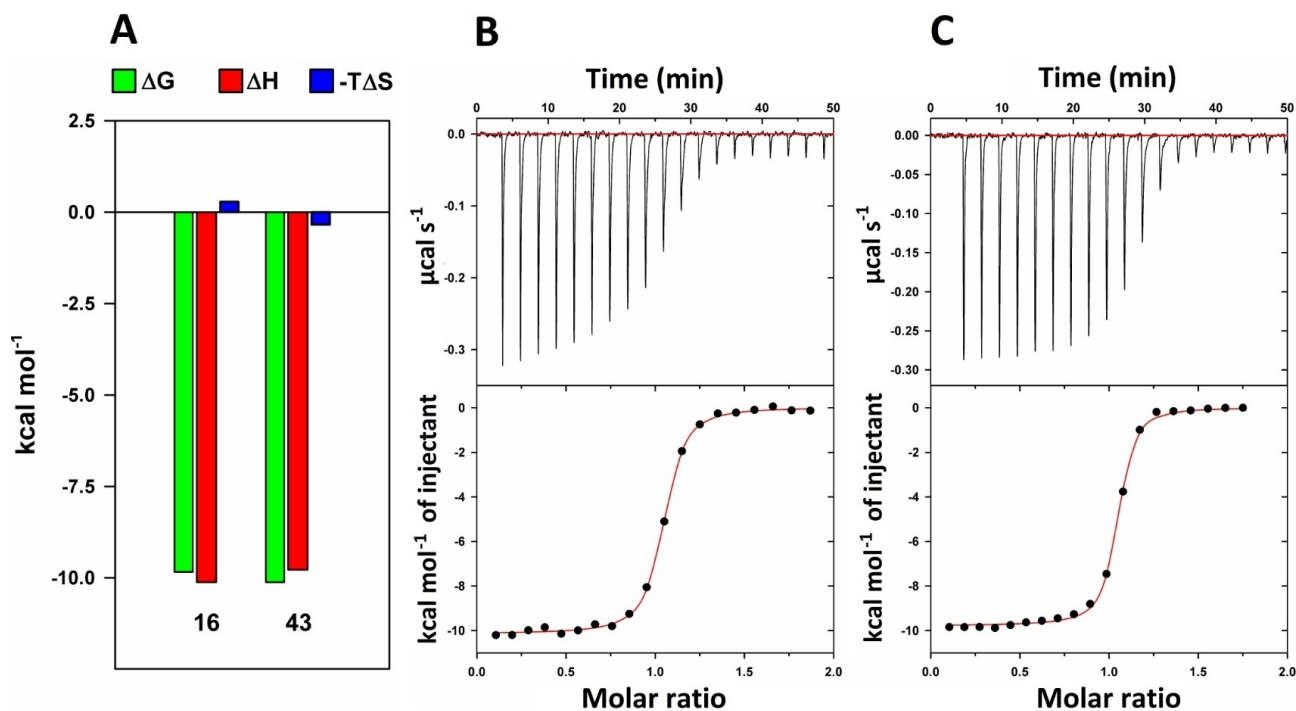 A
ΔG ΔH -TΔS
kcal mol⁻¹
2.5
0.0
-2.5
-5.0
-7.5
-10.0
16 43
B
Time (min)
0 10 20 30 40 50
μcal s⁻¹
0.0
-0.1
-0.2
-0.3
kcal mol⁻¹ of injectant
0
-2
-4
-6
-8
-10
0.0 0.5 1.0 1.5 2.0
Molar ratio
C
Time (min)
0 10 20 30 40 50
μcal s⁻¹
0.00
-0.05
-0.10
-0.15
-0.20
-0.25
-0.30
kcal mol⁻¹ of injectant
0
-2
-4
-6
-8
-10
0.0 0.5 1.0 1.5 2.0
Molar ratio